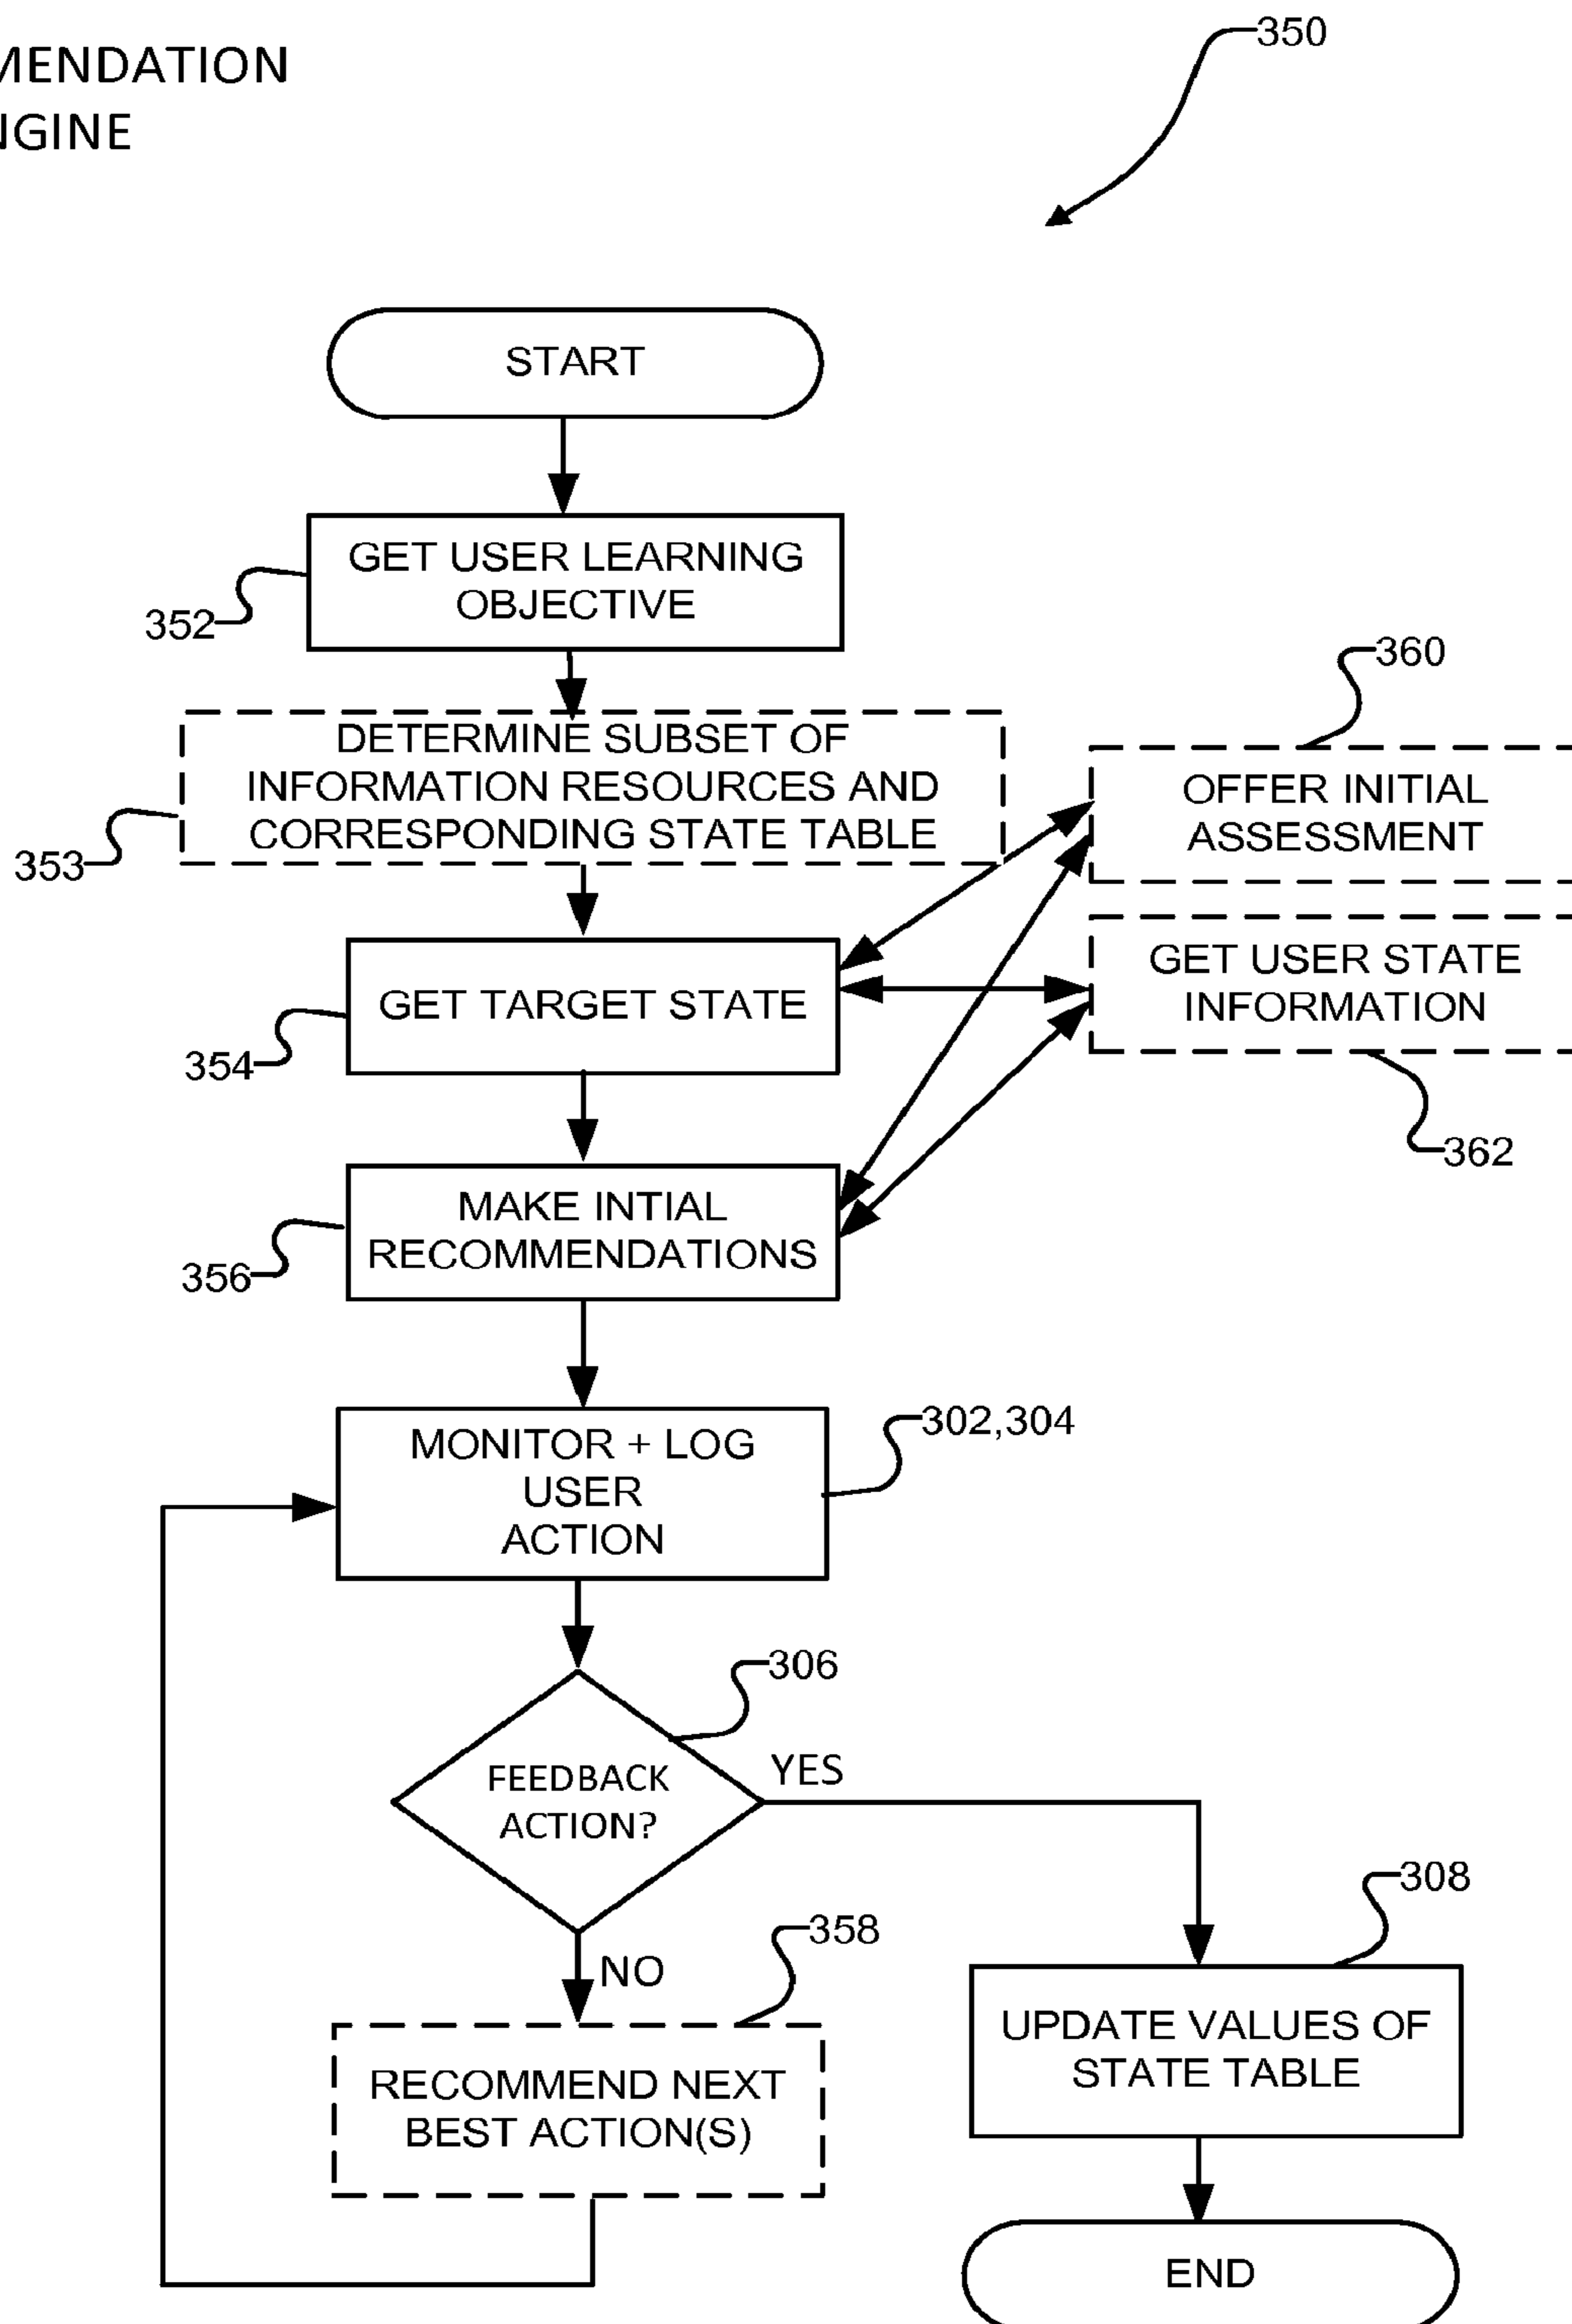 MENDATION
NGINE
350
START
GET USER LEARNING
OBJECTIVE
352
DETERMINE SUBSET OF
INFORMATION RESOURCES AND
CORRESPONDING STATE TABLE
353
360
OFFER INITIAL
ASSESSMENT
GET TARGET STATE
354
GET USER STATE
INFORMATION
362
MAKE INTIAL
RECOMMENDATIONS
356
MONITOR + LOG
USER
ACTION
302,304
306
FEEDBACK
ACTION?
YES
NO
358
308
RECOMMEND NEXT
BEST ACTION(S)
UPDATE VALUES OF
STATE TABLE
END